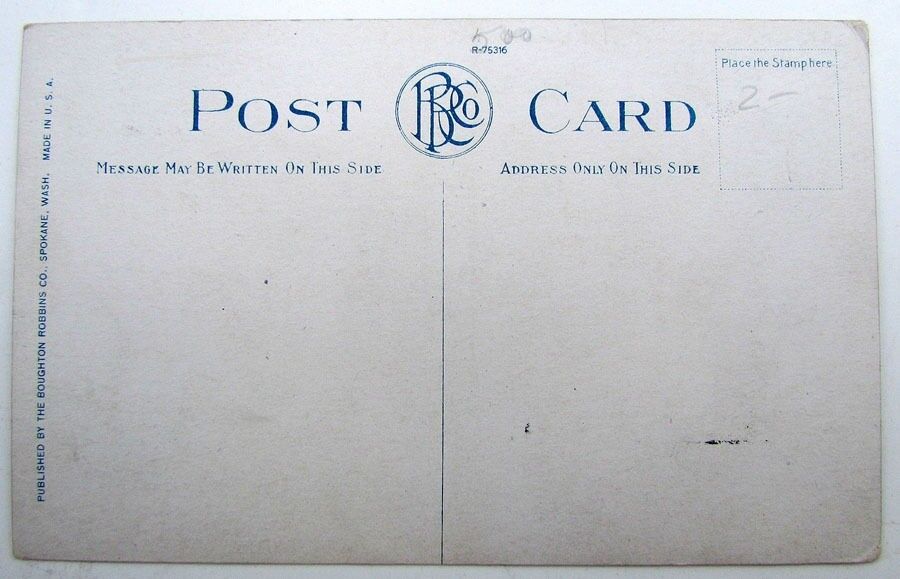 500
R-75316
Place the Stamp here
2-
POST CARD
BRCo
MESSAGE MAY BE WRITTEN ON THIS SIDE
ADDRESS ONLY ON THIS SIDE
PUBLISHED BY THE BOUGHTON ROBBINS CO., SPOKANE, WASH. MADE IN U. S. A.